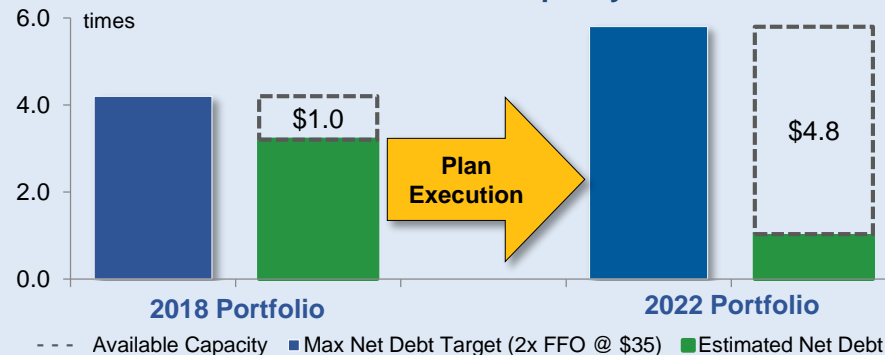 6.0
times
$1.0
4.0
$4.8
Plan
Execution
2.0
0.0
2018 Portfolio
2022 Portfolio
Available Capacity Max Net Debt Target (2x FFO @ $35) Estimated Net Debt